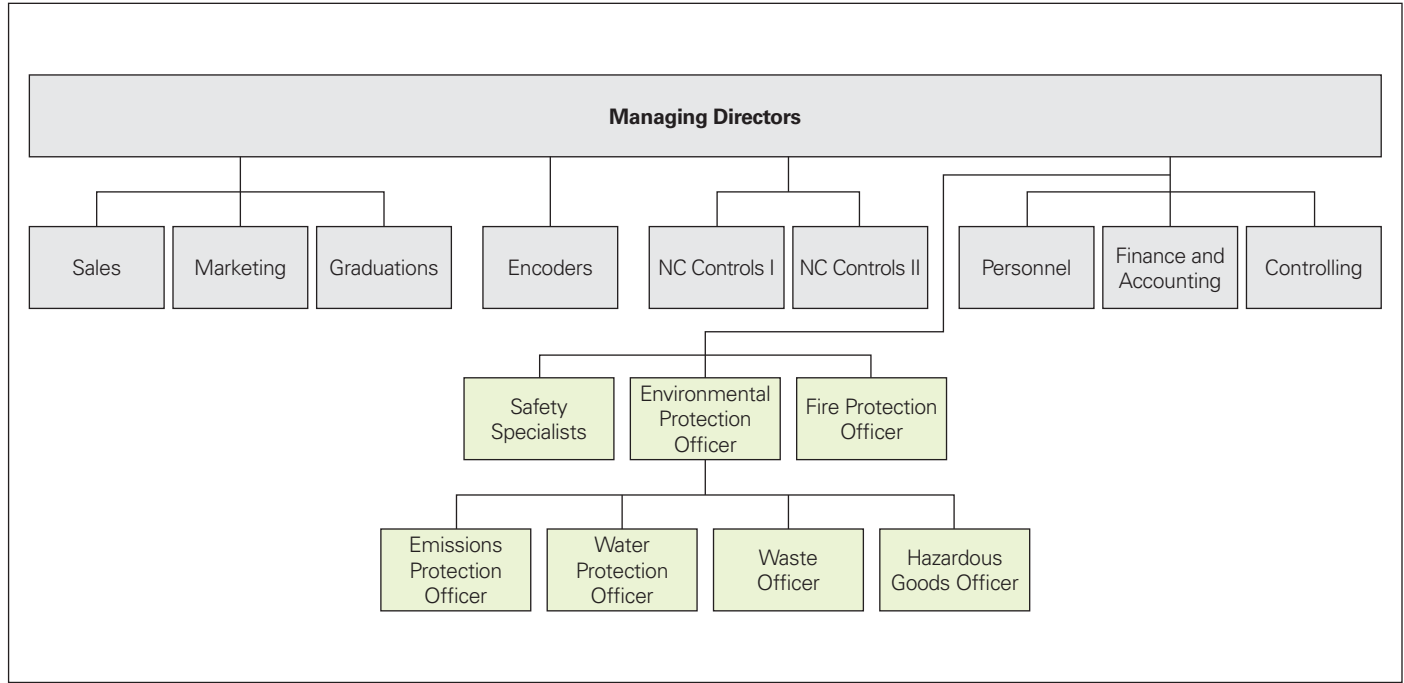 Managing Directors
Sales
Marketing
Graduations
Encoders
NC Controls I
NC Controls II
Personnel
Finance and
Accounting
Controlling
Safety
Specialists
Environmental
Protection
Officer
Fire Protection
Officer
Emissions
Protection
Officer
Water
Protection
Officer
Waste
Officer
Hazardous
Goods Officer